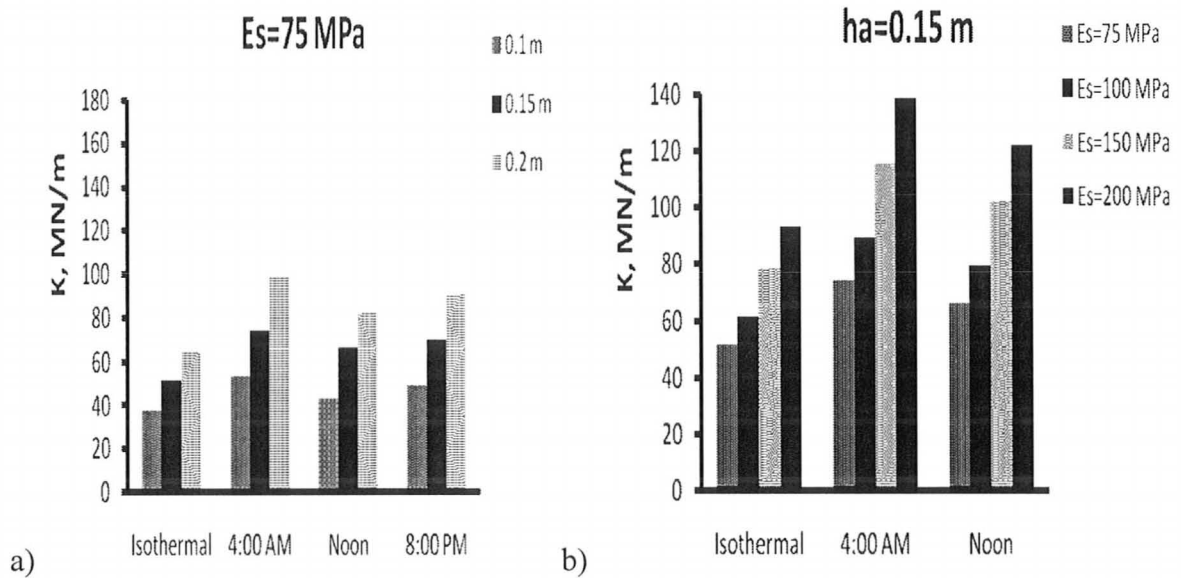 Es=75 MPa
0.1 m
0.15 m
0.2 m
K, MN/m
180
160
140
120
100
80
60
40
20
0
Isothermal 4:00 AM Noon 8:00 PM
a)
ha=0.15 m
Es=75 MPa
Es=100 MPa
Es=150 MPa
Es=200 MPa
K, MN/m
140
120
100
80
60
40
20
0
Isothermal 4:00 AM Noon
b)